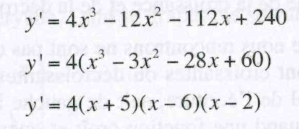 y' = 4x³ − 12x² − 112x + 240
y' = 4(x³ − 3x² − 28x + 60)
y' = 4(x + 5)(x − 6)(x − 2)